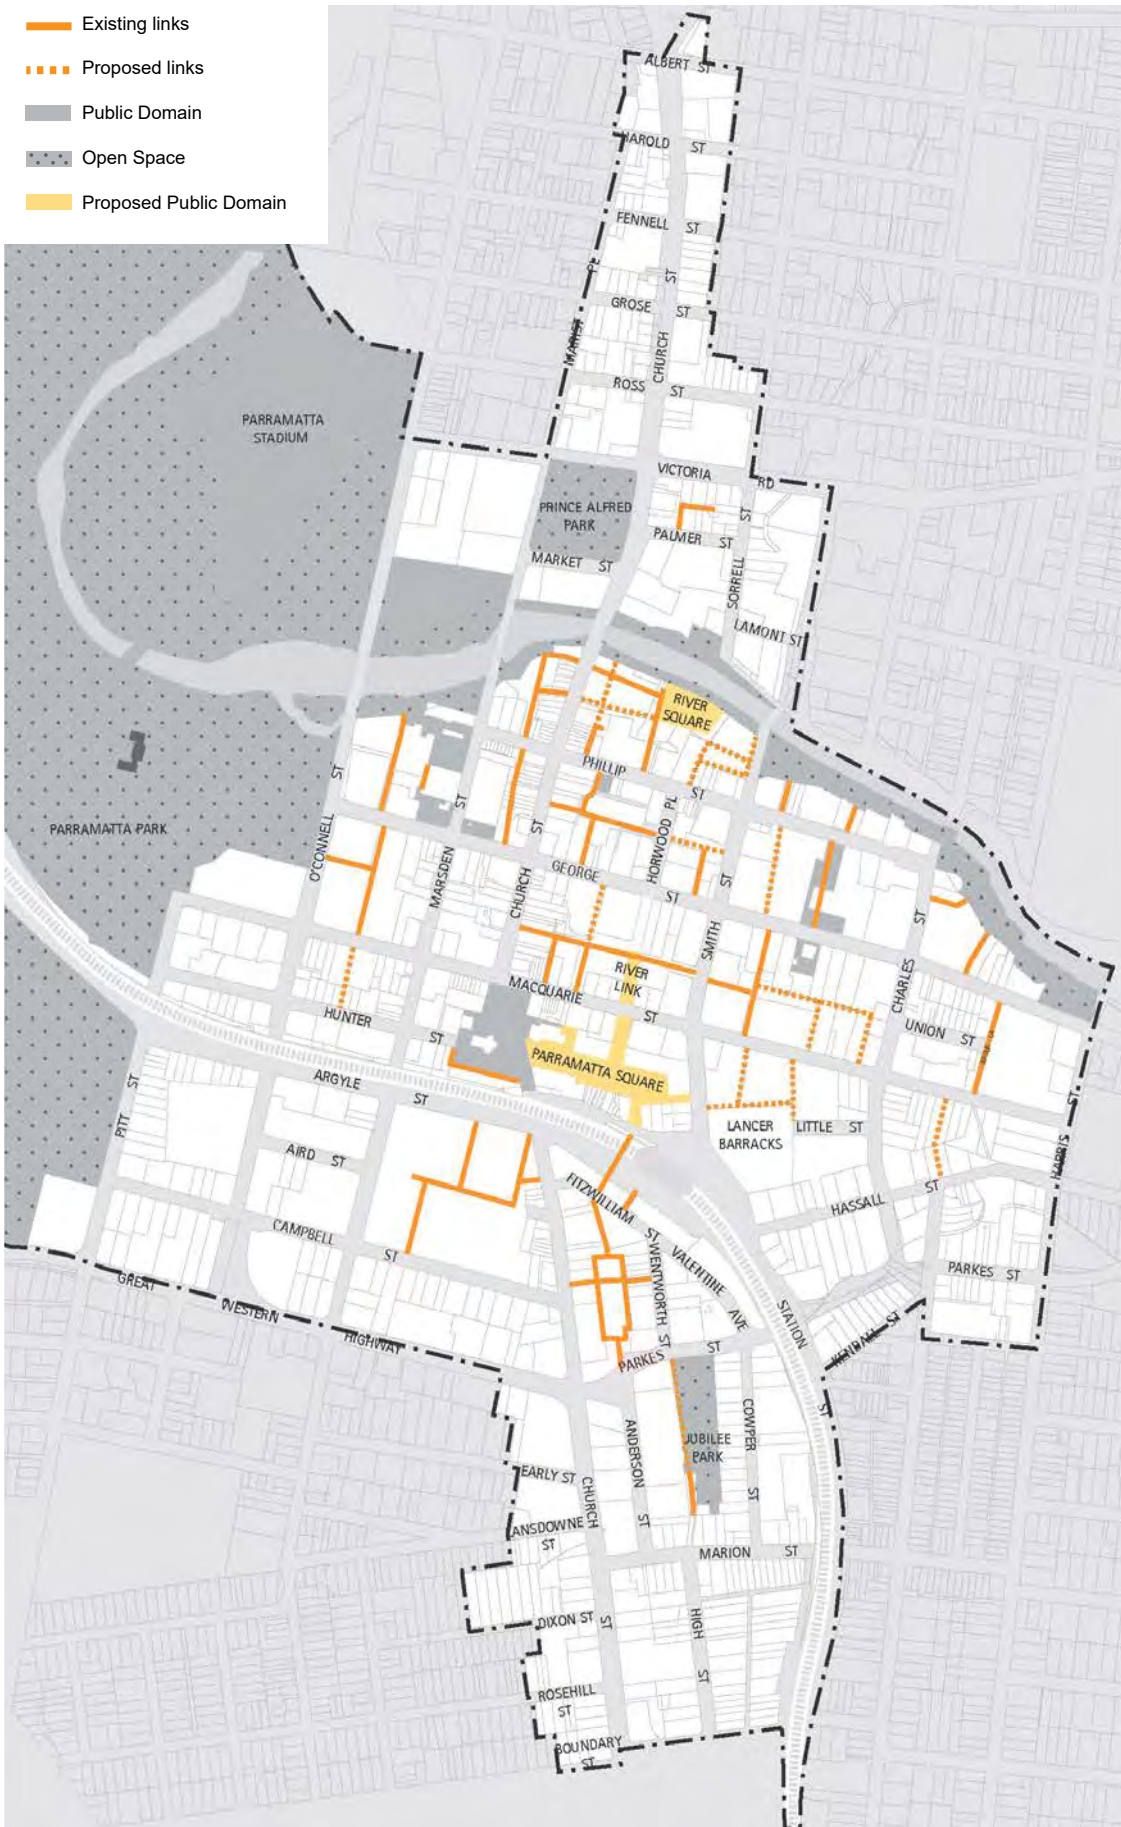 Existing links
Proposed links
Public Domain
Open Space
Proposed Public Domain
ALBERT ST
HAROLD ST
FENNELL ST
MARIST PL
GROSE ST
CHURCH ST
ROSS ST
PARRAMATTA
STADIUM
VICTORIA RD
PRINCE ALFRED
PARK
PALMER ST
MARKET ST
SORRELL ST
LAMONT ST
RIVER
SQUARE
PHILLIP ST
PARRAMATTA PARK
O'CONNELL ST
MARSDEN ST
CHURCH ST
HORWOOD PL
GEORGE ST
SMITH ST
RIVER
LINK
MACQUARIE ST
CHARLES ST
UNION ST
HUNTER ST
PARRAMATTA SQUARE
ARGYLE ST
PITT ST
LANCER
BARRACKS
LITTLE ST
HARRIS ST
AIRD ST
FITZWILLIAM ST
HASSALL ST
CAMPBELL ST
WENTWORTH ST
VALENTINE AVE
PARKES ST
GREAT WESTERN HIGHWAY
STATION ST
KENDALL ST
PARKES ST
ANDERSON ST
COWPER ST
JUBILEE
PARK
EARLY ST
CHURCH ST
ANSDOWNE
ST
MARION ST
DIXON ST
HIGH ST
ROSEHILL
ST
BOUNDARY
ST